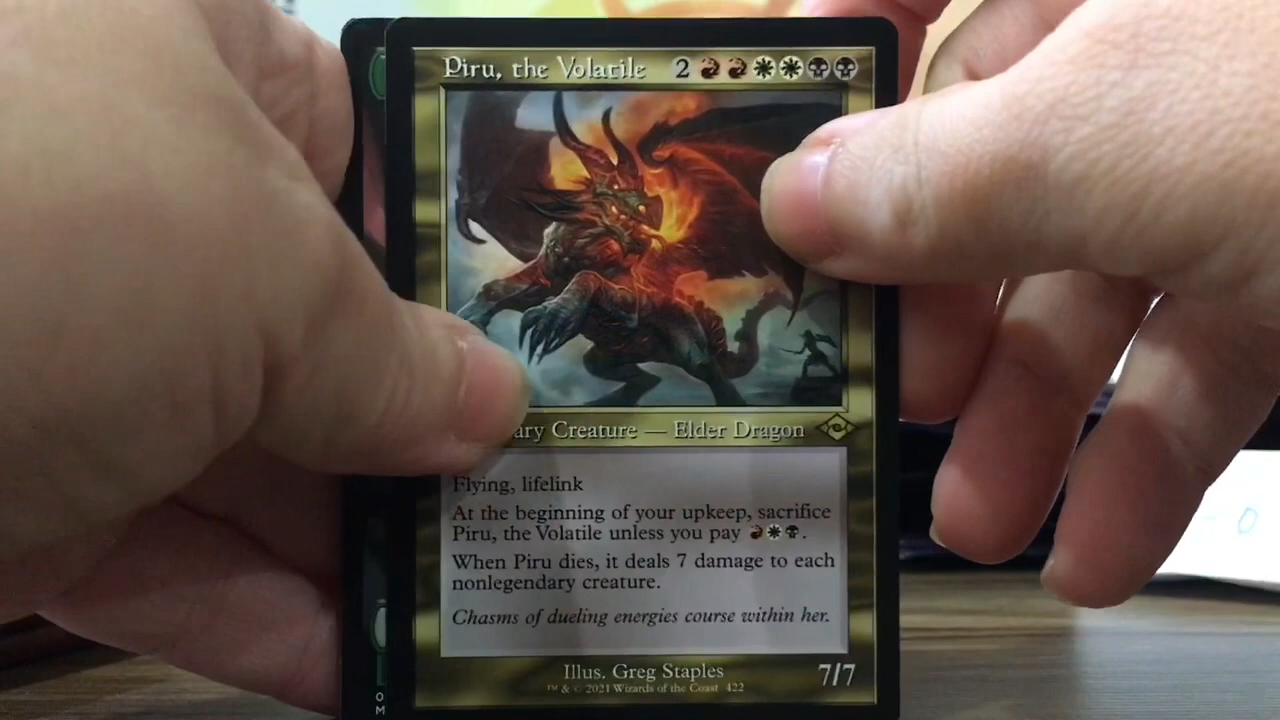 Piru, the Volatile 2
ary Creature — Elder Dragon
Flying, lifelink
At the beginning of your upkeep, sacrifice
Piru, the Volatile unless you pay .
When Piru dies, it deals 7 damage to each
nonlegendary creature.
Chasms of dueling energies course within her.
Illus. Greg Staples
7/7
™ & © 2021 Wizards of the Coast 422
O
M
0